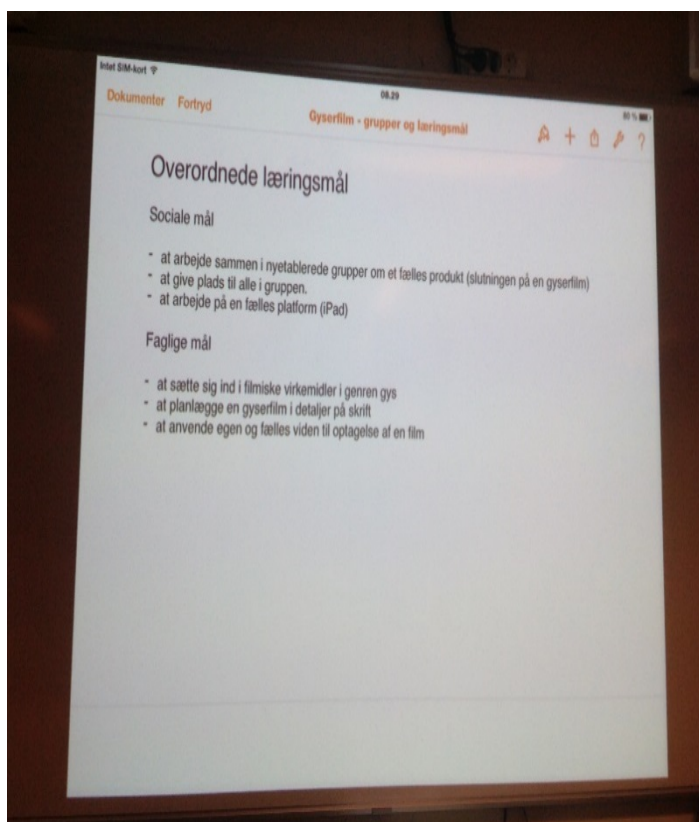 Intet SIM-kort
08.29
80 %
Dokumenter Fortryd
Gyserfilm - grupper og læringsmål
?
Overordnede læringsmål
Sociale mål
- at arbejde sammen i nyetablerede grupper om et fælles produkt (slutningen på en gyserfilm)
- at give plads til alle i gruppen.
- at arbejde på en fælles platform (iPad)
Faglige mål
- at sætte sig ind i filmiske virkemidler i genren gys
- at planlægge en gyserfilm i detaljer på skrift
- at anvende egen og fælles viden til optagelse af en film